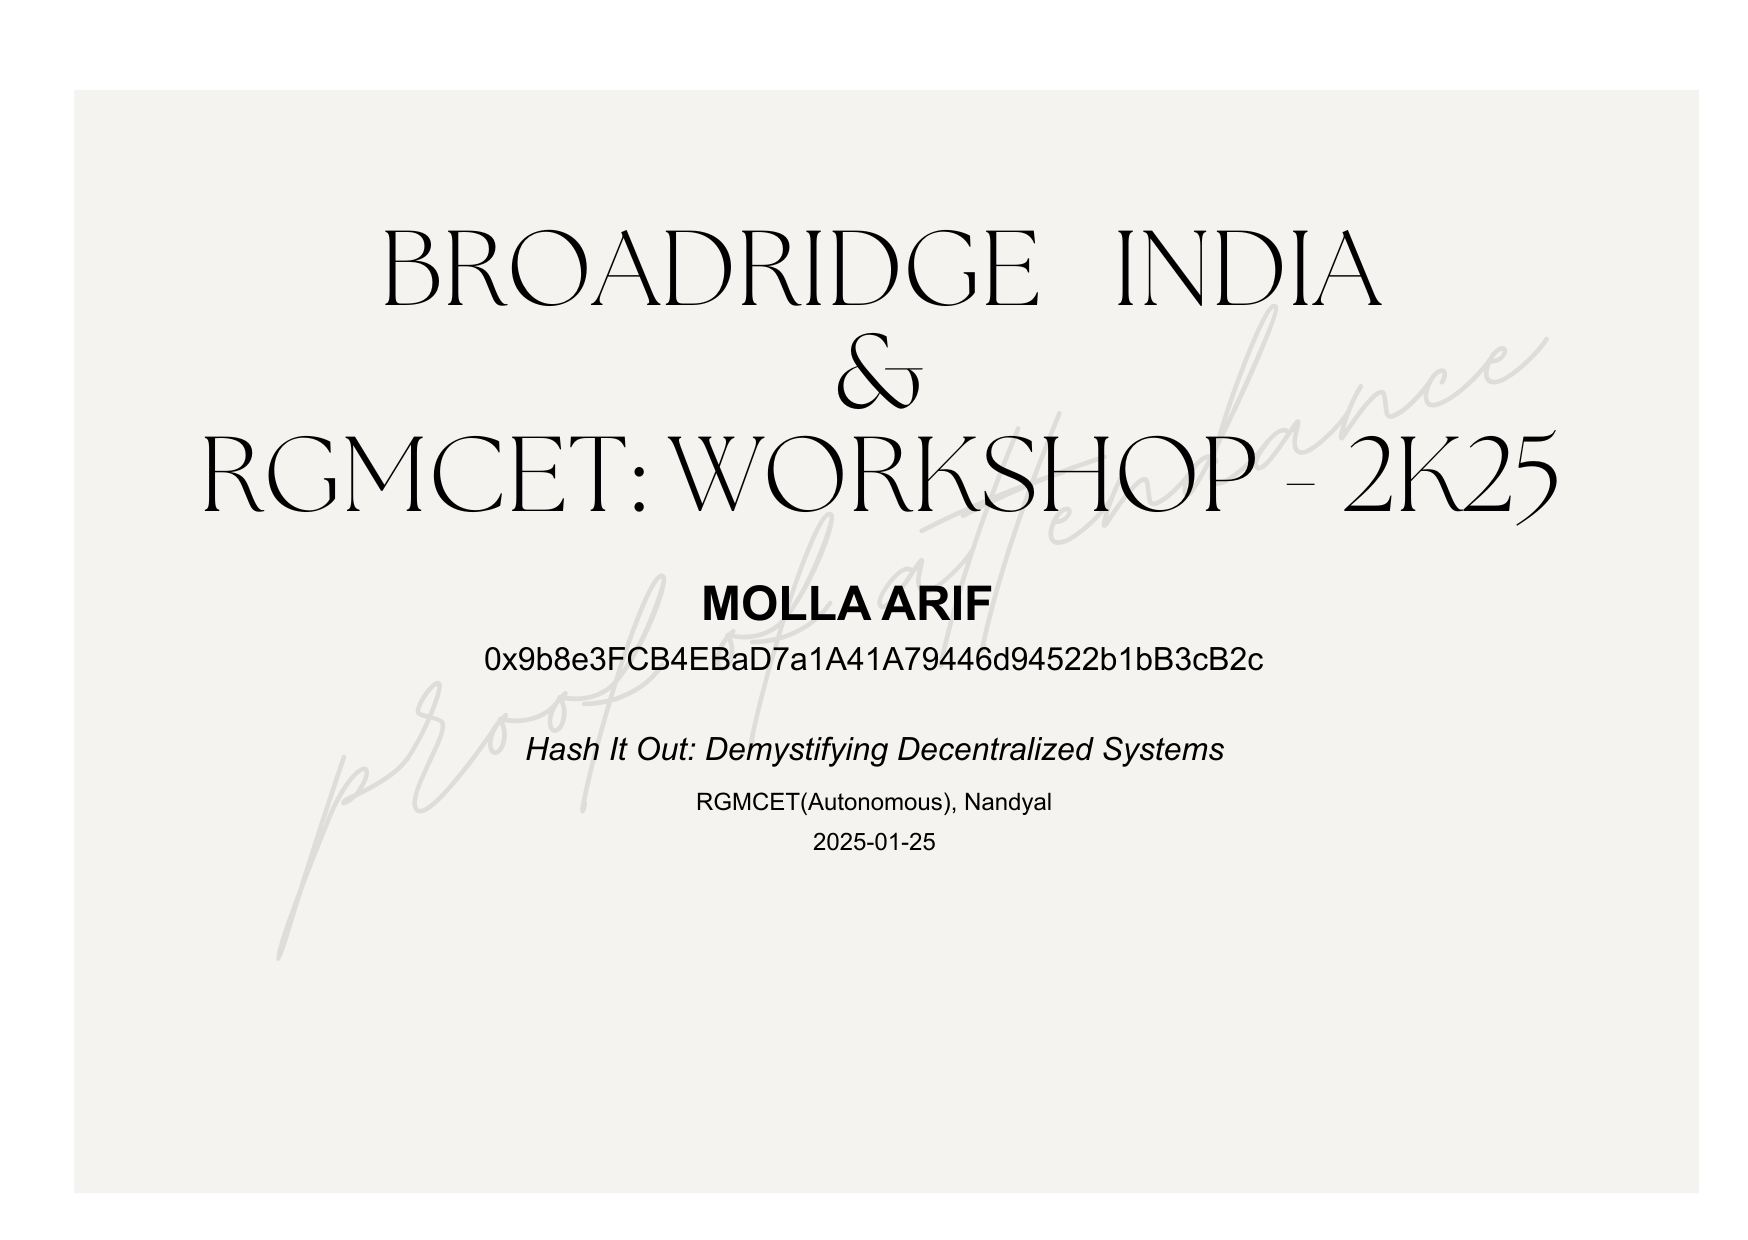 BROADRIDGE INDIA
&
RGMCET: WORKSHOP - 2K25
proof of attendance
MOLLA ARIF
0x9b8e3FCB4EBaD7a1A41A79446d94522b1bB3cB2c
Hash It Out: Demystifying Decentralized Systems
RGMCET(Autonomous), Nandyal
2025-01-25